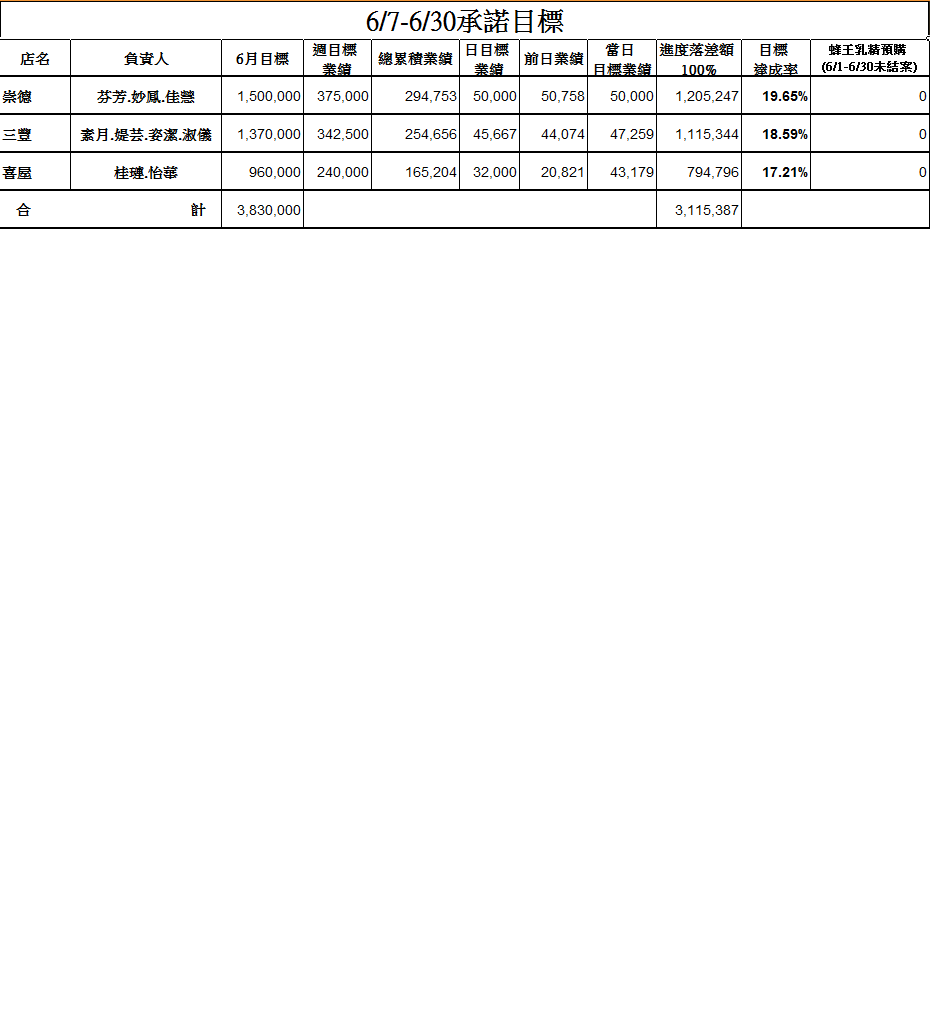 6/7-6/30承諾目標
店名 負責人 6月目標 週目標業績 總累積業績 日目標業績 前日業績 當日目標業績 進度落差額100% 目標達成率 蜂王乳精預購(6/1-6/30未結案)
崇德 芬芳.妙鳳.佳慧 1,500,000 375,000 294,753 50,000 50,758 50,000 1,205,247 19.65% 0
三豐 素月.媞芸.姿潔.淑儀 1,370,000 342,500 254,656 45,667 44,074 47,259 1,115,344 18.59% 0
喜屋 桂璉.怡華 960,000 240,000 165,204 32,000 20,821 43,179 794,796 17.21% 0
合計 3,830,000 3,115,387